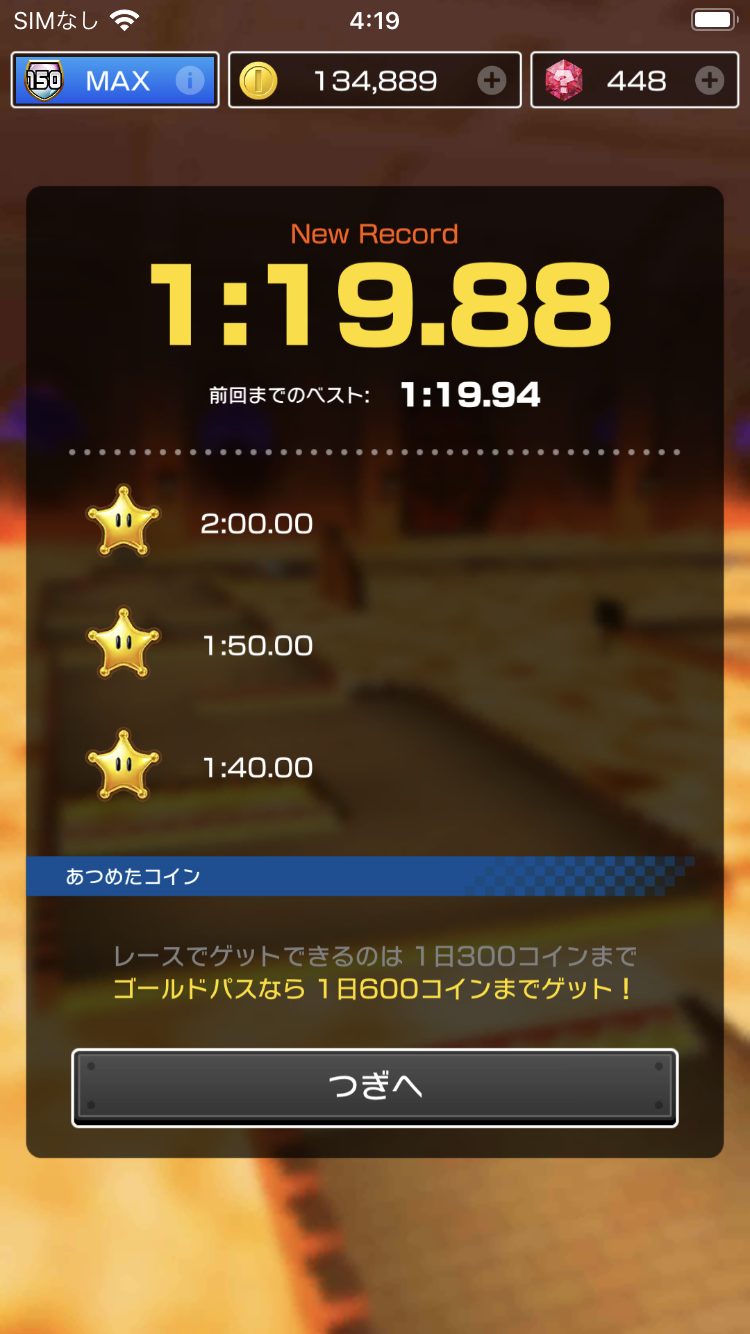 SIMなし 4:19
150 MAX i 134,889 + 448 +
New Record
1:19.88
前回までのベスト: 1:19.94
2:00.00
1:50.00
1:40.00
あつめたコイン
レースでゲットできるのは 1日300コインまで
ゴールドパスなら 1日600コインまでゲット！
つぎへ